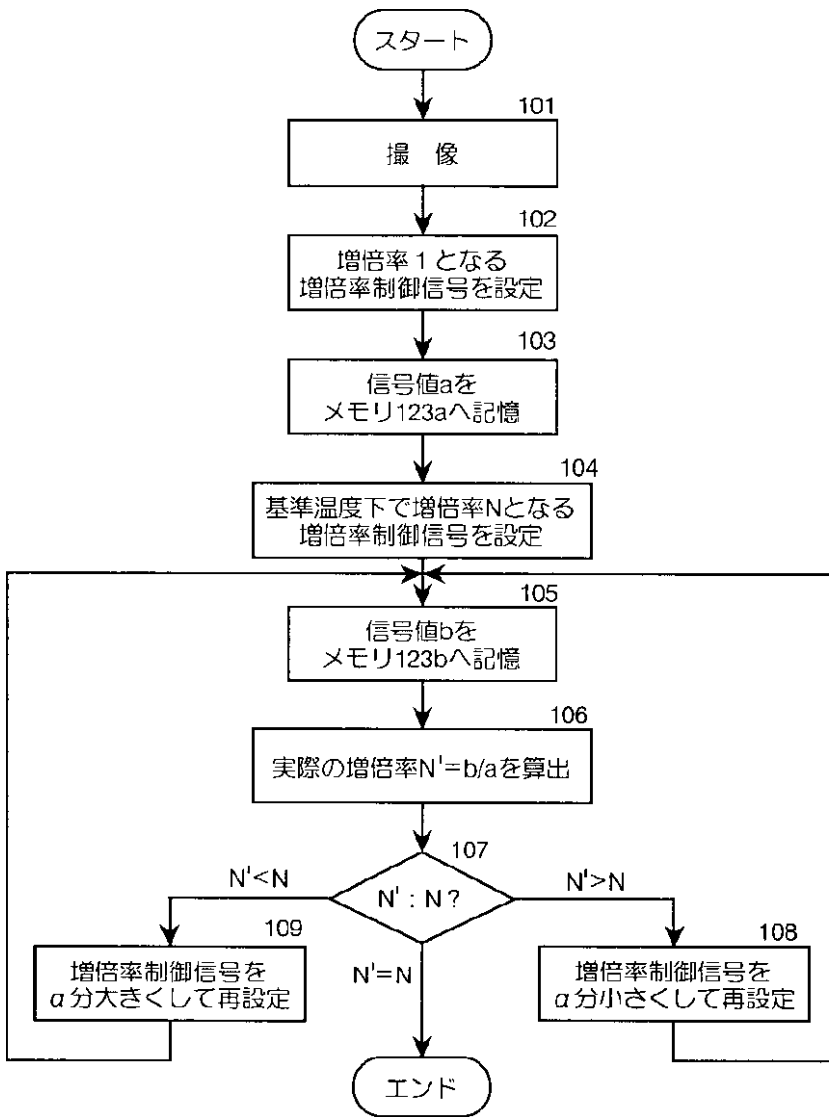 スタート
101
撮 像
102
増倍率1となる
増倍率制御信号を設定
103
信号値aを
メモリ123aへ記憶
104
基準温度下で増倍率Nとなる
増倍率制御信号を設定
105
信号値bを
メモリ123bへ記憶
106
実際の増倍率N'=b/aを算出
107
N' : N ?
N'<N
N'>N
N'=N
109
増倍率制御信号を
α分大きくして再設定
108
増倍率制御信号を
α分小さくして再設定
エンド